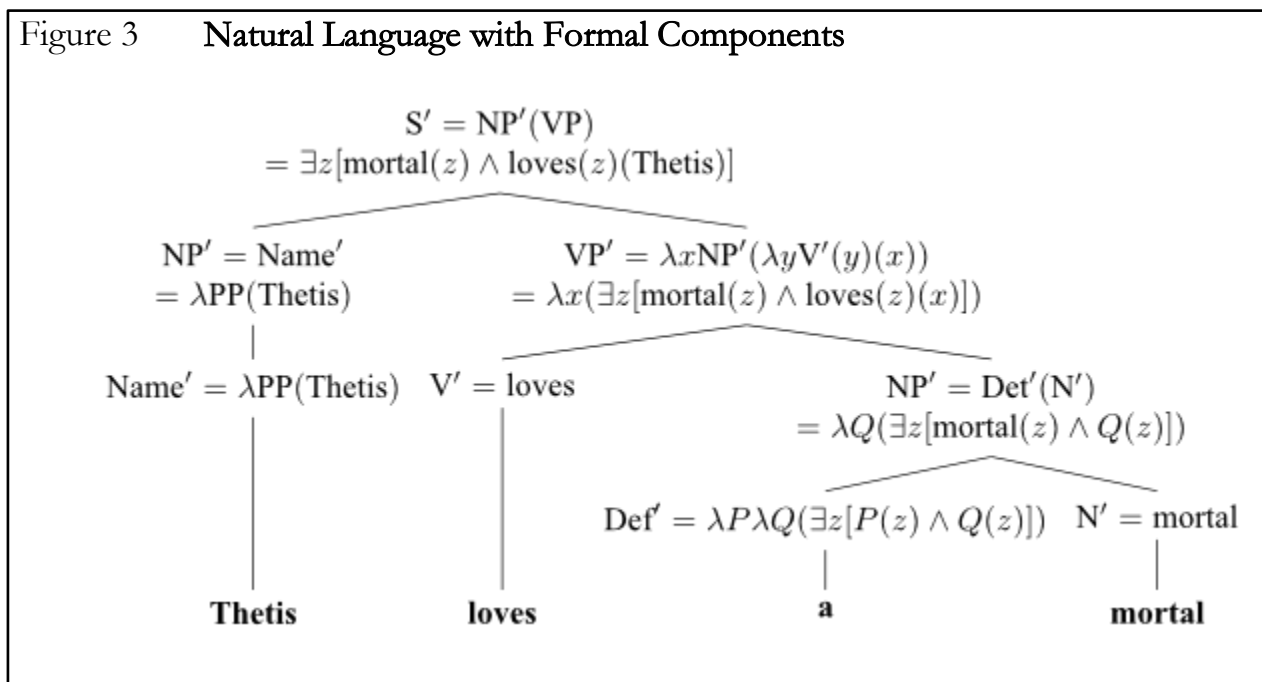 Figure 3 Natural Language with Formal Components
S′ = NP′(VP)
= ∃z[mortal(z) ∧ loves(z)(Thetis)]
NP′ = Name′
= λPP(Thetis)
VP′ = λxNP′(λyV′(y)(x))
= λx(∃z[mortal(z) ∧ loves(z)(x)])
Name′ = λPP(Thetis)
V′ = loves
NP′ = Det′(N′)
= λQ(∃z[mortal(z) ∧ Q(z)])
Def′ = λPλQ(∃z[P(z) ∧ Q(z)])
N′ = mortal
Thetis
loves
a
mortal